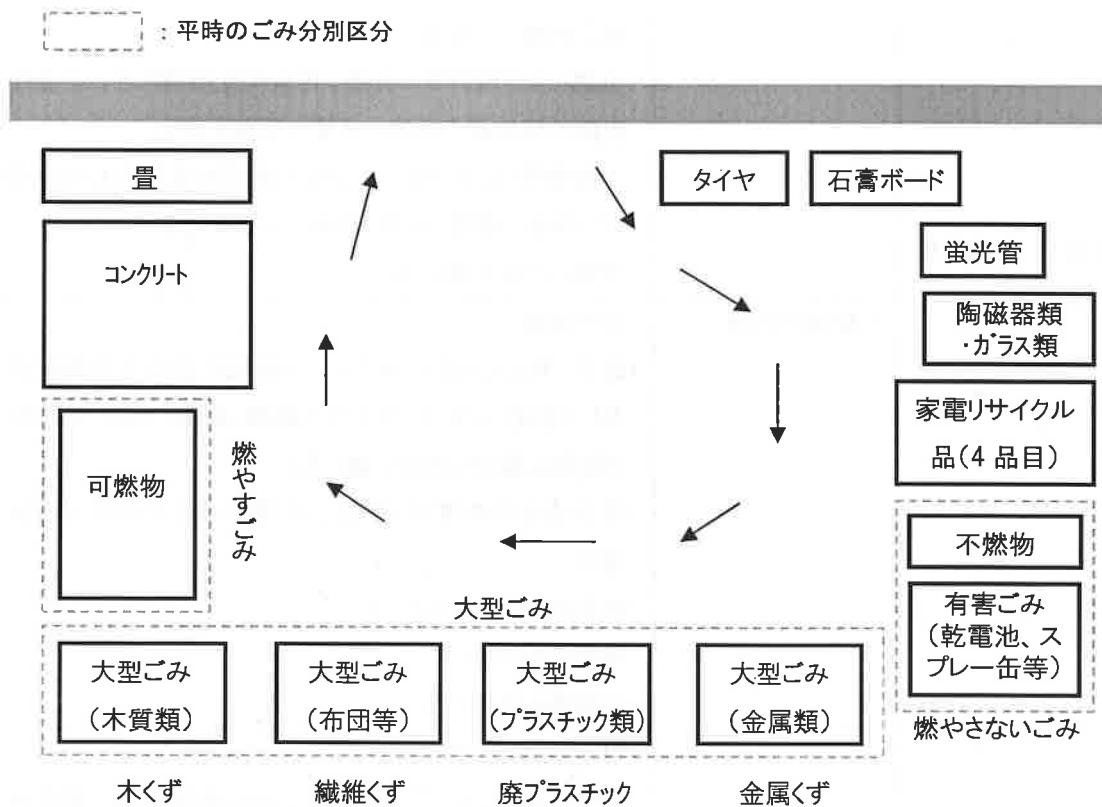 ：平時のごみ分別区分
畳
タイヤ
石膏ボード
コンクリート
蛍光管
陶磁器類
・ガラス類
家電リサイクル
品（4 品目）
可燃物
燃やすごみ
不燃物
有害ごみ
（乾電池、ス
プレー缶等）
燃やさないごみ
大型ごみ
大型ごみ
（木質類）
大型ごみ
（布団等）
大型ごみ
（プラスチック類）
大型ごみ
（金属類）
木くず
繊維くず
廃プラスチック
金属くず